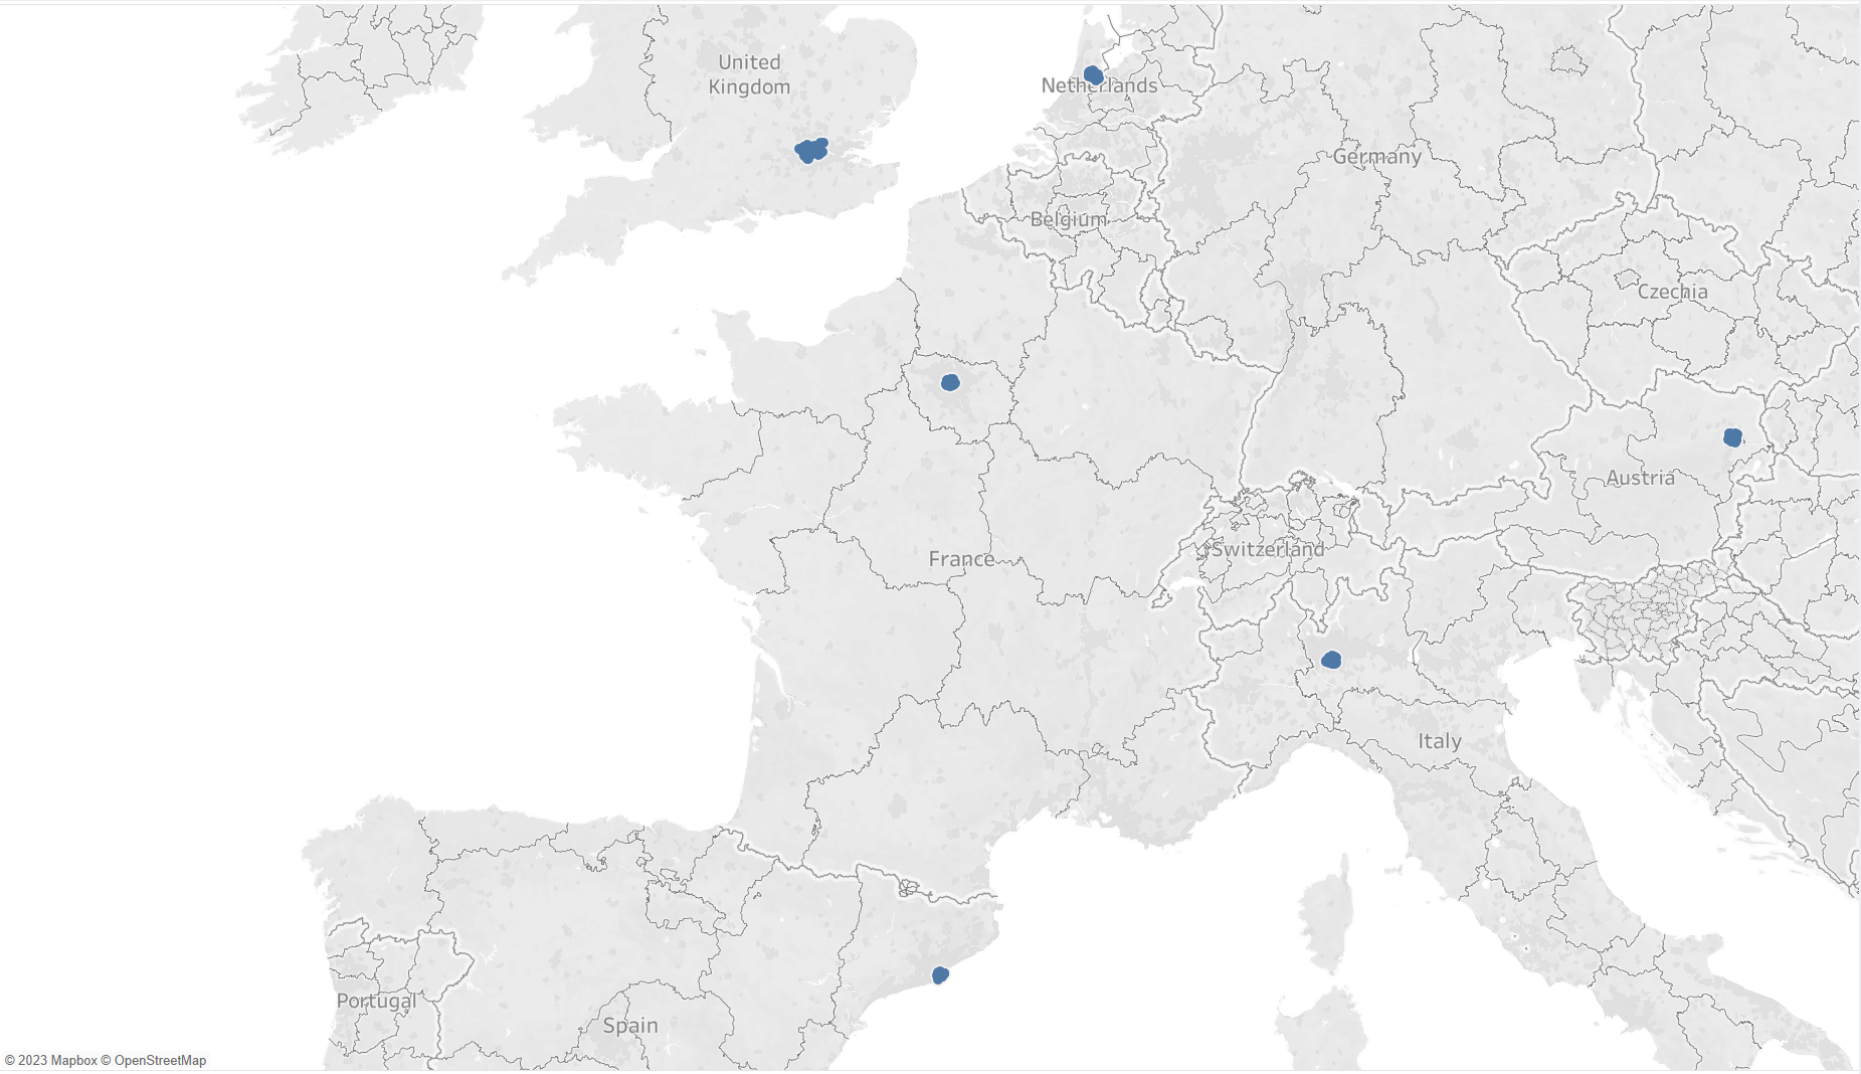 United
Kingdom
Netherlands
Germany
Belgium
Czechia
Austria
France
Switzerland
Italy
Portugal
Spain
© 2023 Mapbox © OpenStreetMap